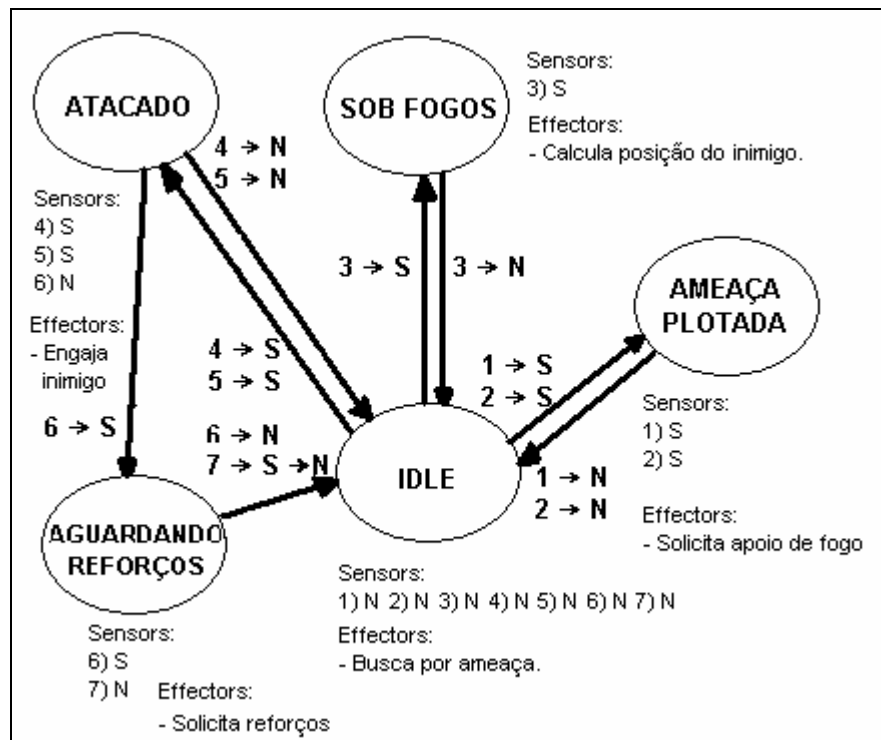 ATACADO
SOB FOGOS
Sensors:
3) S
Effectors:
- Calcula posição do inimigo.
4 → N
5 → N
Sensors:
4) S
5) S
6) N
3 → S
3 → N
AMEAÇA
PLOTADA
Effectors:
- Engaja
inimigo
4 → S
5 → S
1 → S
2 → S
Sensors:
1) S
2) S
6 → S
6 → N
7 → S → N
IDLE
1 → N
2 → N
Effectors:
- Solicita apoio de fogo
AGUARDANDO
REFORÇOS
Sensors:
1) N 2) N 3) N 4) N 5) N 6) N 7) N
Effectors:
- Busca por ameaça.
Sensors:
6) S
7) N
Effectors:
- Solicita reforços